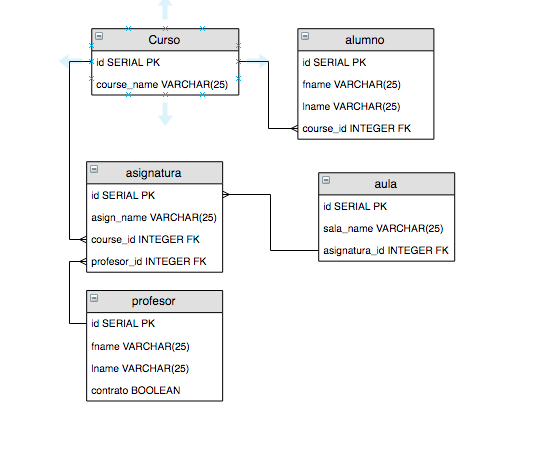 Curso
id SERIAL PK
course_name VARCHAR(25)
alumno
id SERIAL PK
fname VARCHAR(25)
lname VARCHAR(25)
course_id INTEGER FK
asignatura
id SERIAL PK
asign_name VARCHAR(25)
course_id INTEGER FK
profesor_id INTEGER FK
aula
id SERIAL PK
sala_name VARCHAR(25)
asignatura_id INTEGER FK
profesor
id SERIAL PK
fname VARCHAR(25)
lname VARCHAR(25)
contrato BOOLEAN